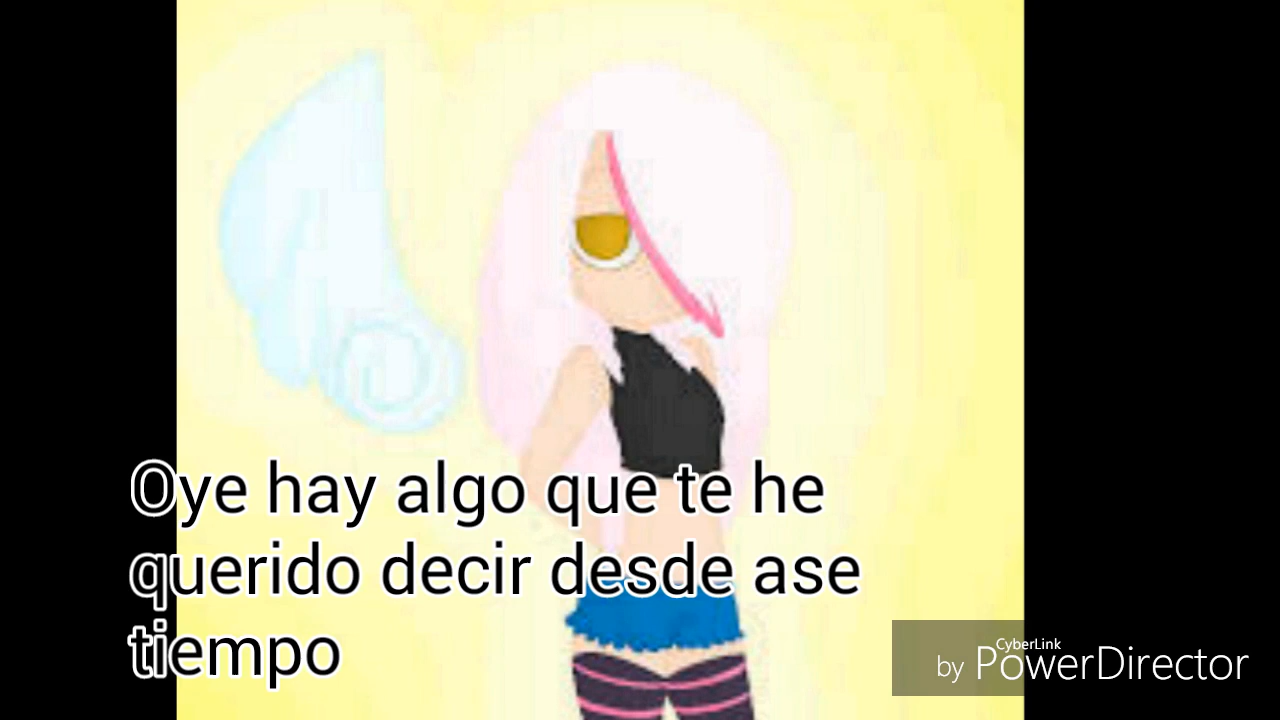 Oye hay algo que te he
querido decir desde ase
tiempo
CyberLink
by PowerDirector